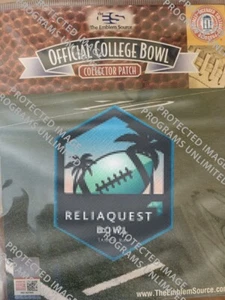 The Emblem Source
OFFICIAL COLLEGE BOWL
COLLECTOR PATCH
RELIAQUEST
BOWL
www.TheEmblemSource.com
PROTECTED IMAGE
PROGRAMS UNLIMITED